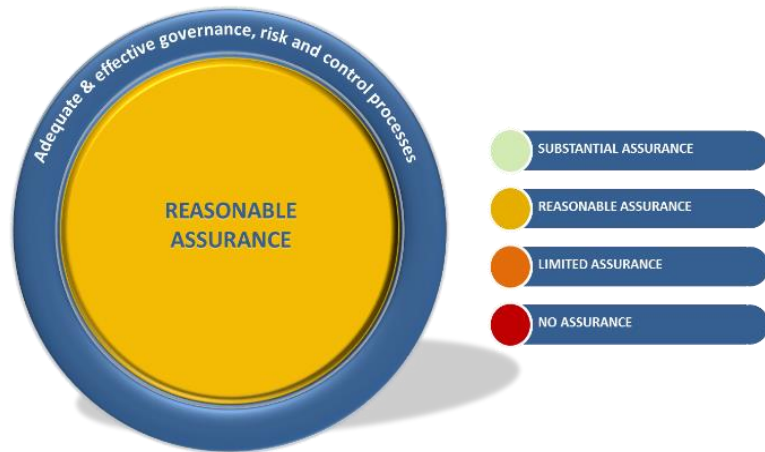 Adequate & effective governance, risk and control processes
REASONABLE
ASSURANCE
SUBSTANTIAL ASSURANCE
REASONABLE ASSURANCE
LIMITED ASSURANCE
NO ASSURANCE